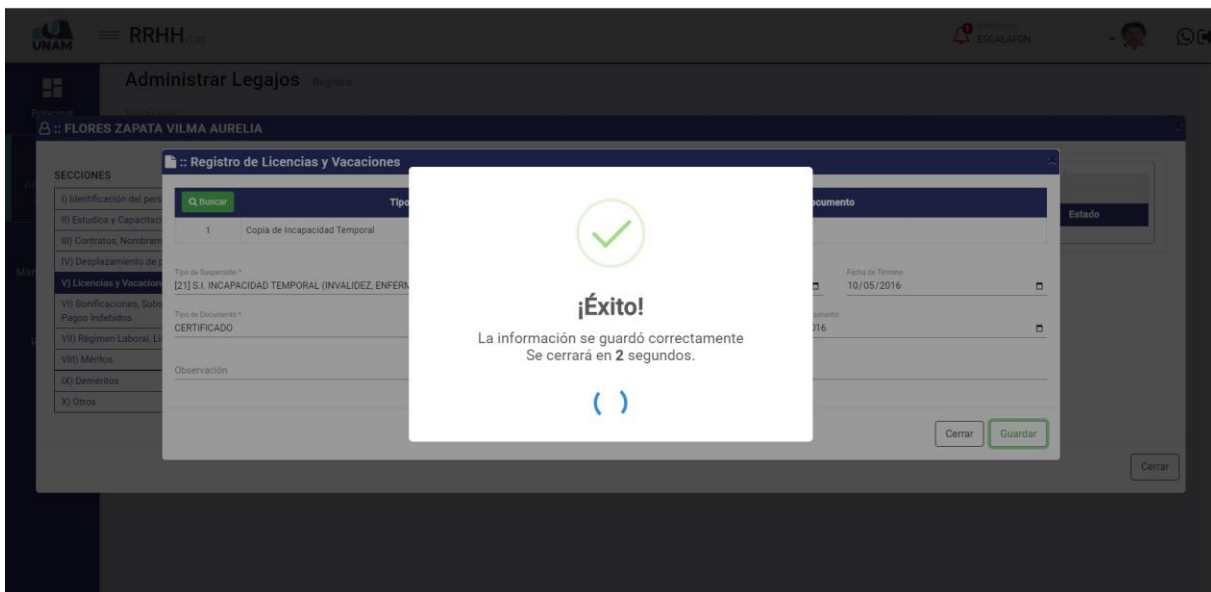 UNAM
RRHH
ESCALAFON
Administrar Legajos Registro
Principal
:: FLORES ZAPATA VILMA AURELIA
:: Registro de Licencias y Vacaciones
SECCIONES
I) Identificación del pers
II) Estudios y Capacitac
III) Contratos, Nombram
IV) Desplazamiento de p
V) Licencias y Vacacion
VI) Bonificaciones, Subs
Pagos Indebidos
VII) Régimen Laboral, Li
VIII) Méritos
IX) Deméritos
X) Otros
Buscar
Tipo
ocumento
Estado
1 Copia de Incapacidad Temporal
Tipo de Suspensión *
[21] S.I. INCAPACIDAD TEMPORAL (INVALIDEZ, ENFERM
Fecha de Término
10/05/2016
Tipo de Documento *
CERTIFICADO
016
Observación
¡Éxito!
La información se guardó correctamente
Se cerrará en 2 segundos.
Cerrar
Guardar
Cerrar